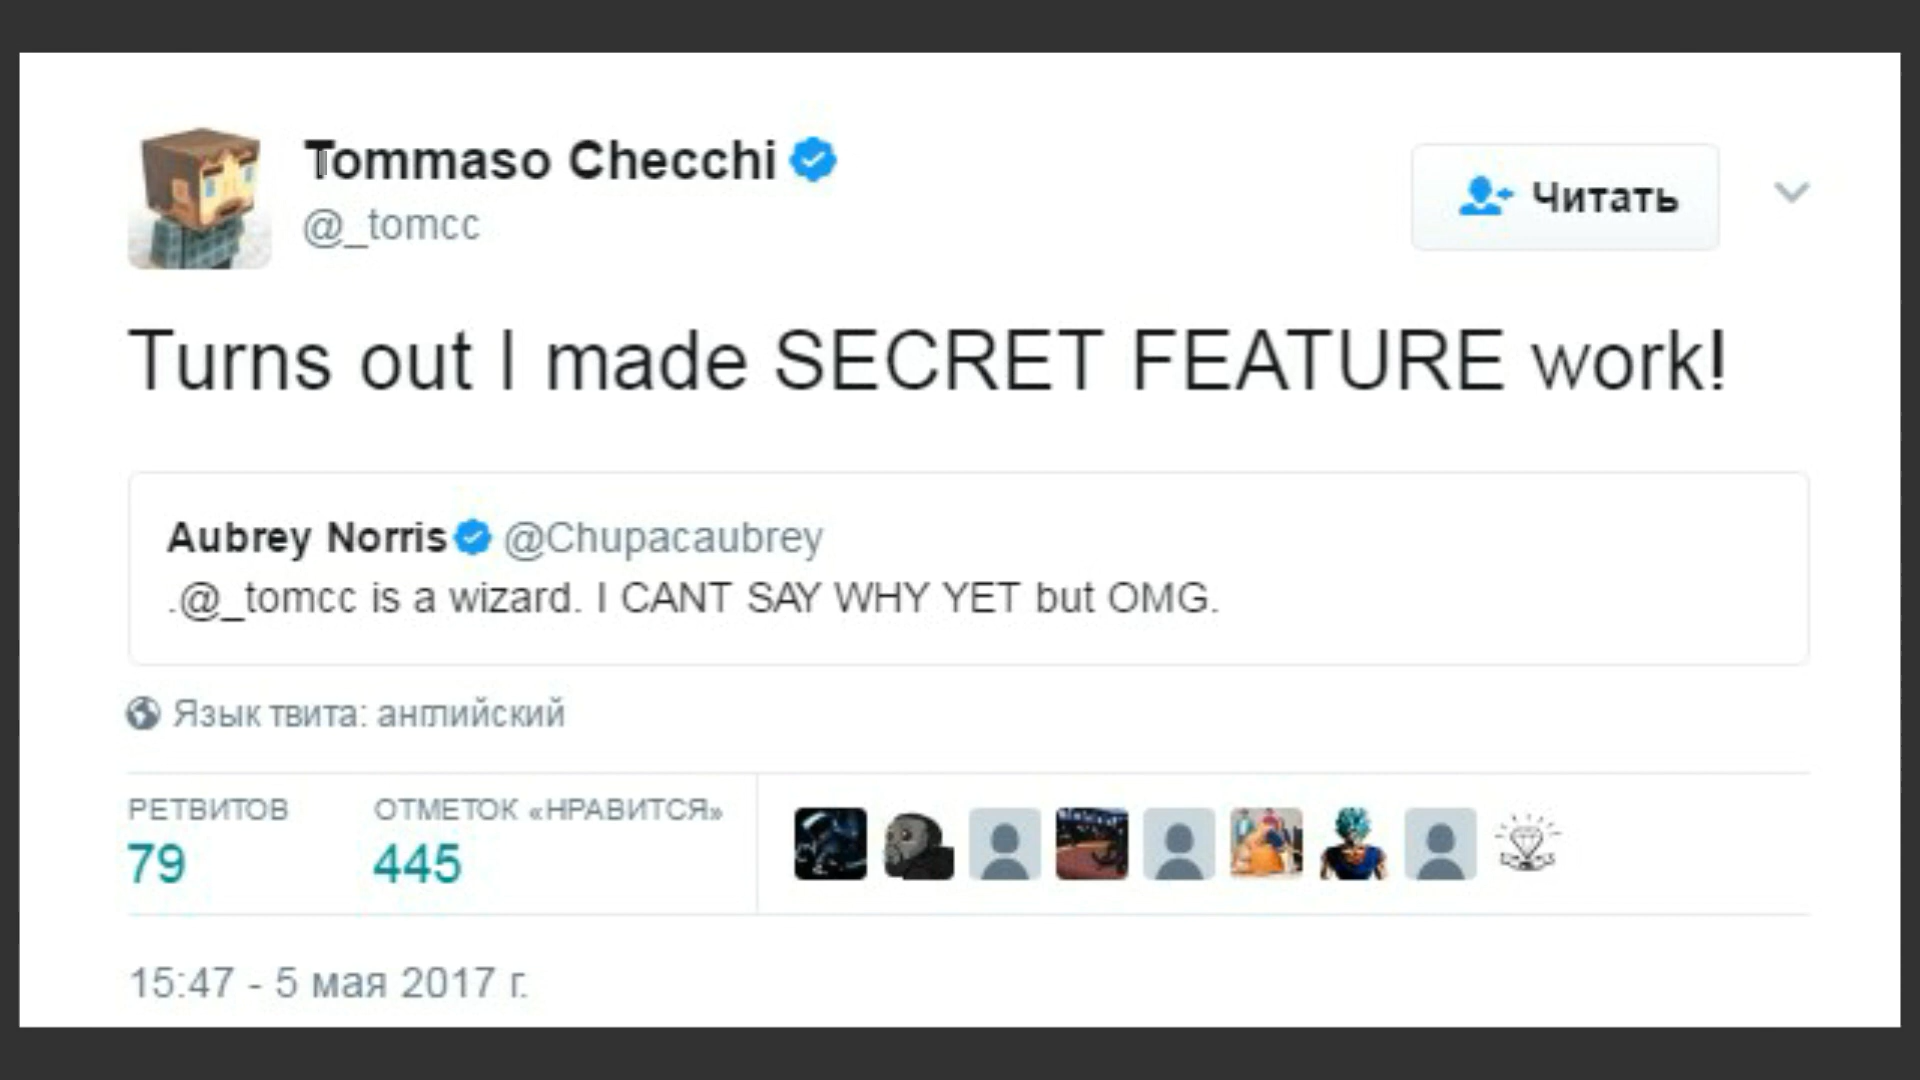 Tommaso Checchi
@_tomcc
Читать
Turns out I made SECRET FEATURE work!
Aubrey Norris @Chupacaubrey
.@_tomcc is a wizard. I CANT SAY WHY YET but OMG.
Язык твита: английский
РЕТВИТОВ ОТМЕТОК «НРАВИТСЯ»
79 445
15:47 - 5 мая 2017 г.